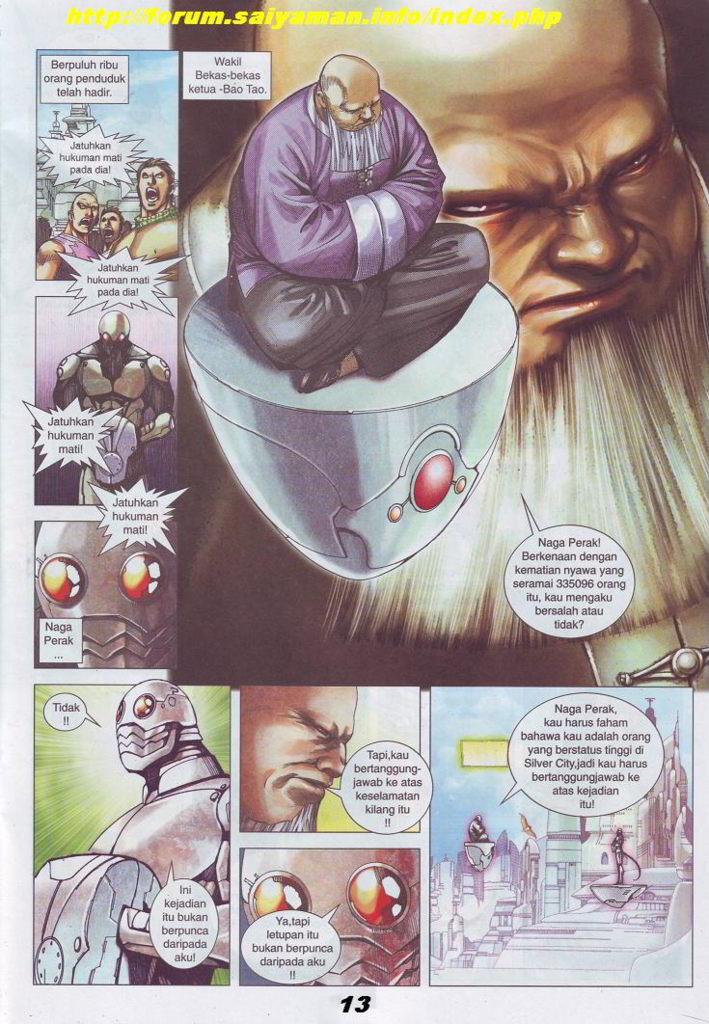 http://forum.saiyaman.info/index.php
Berpuluh ribu
orang penduduk
telah hadir.
Wakil
Bekas-bekas
ketua -Bao Tao.
Jatuhkan
hukuman mati
pada dia!
Jatuhkan
hukuman mati
pada dia!
Jatuhkan
hukuman
mati!
Jatuhkan
hukuman
mati!
Naga
Perak
...
Naga Perak!
Berkenaan dengan
kematian nyawa yang
seramai 335096 orang
itu, kau mengaku
bersalah atau
tidak?
Tidak
!!
Ini
kejadian
itu bukan
berpunca
daripada
aku!
Tapi,kau
bertanggung-
jawab ke atas
keselamatan
kilang itu
!!
Ya,tapi
letupan itu
bukan berpunca
daripada aku
!!
Naga Perak,
kau harus faham
bahawa kau adalah orang
yang berstatus tinggi di
Silver City,jadi kau harus
bertanggungjawab ke
atas kejadian
itu!
13